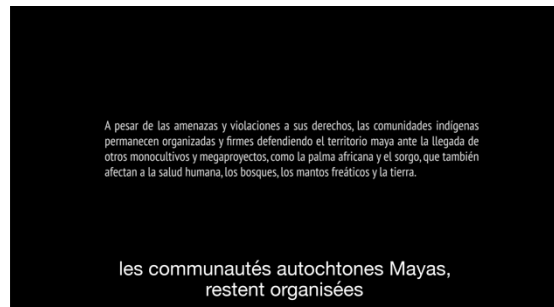 A pesar de las amenazas y violaciones a sus derechos, las comunidades indígenas
permanecen organizadas y firmes defendiendo el territorio maya ante la llegada de
otros monocultivos y megaproyectos, como la palma africana y el sorgo, que también
afectan a la salud humana, los bosques, los mantos freáticos y la tierra.
les communautés autochtones Mayas,
restent organisées